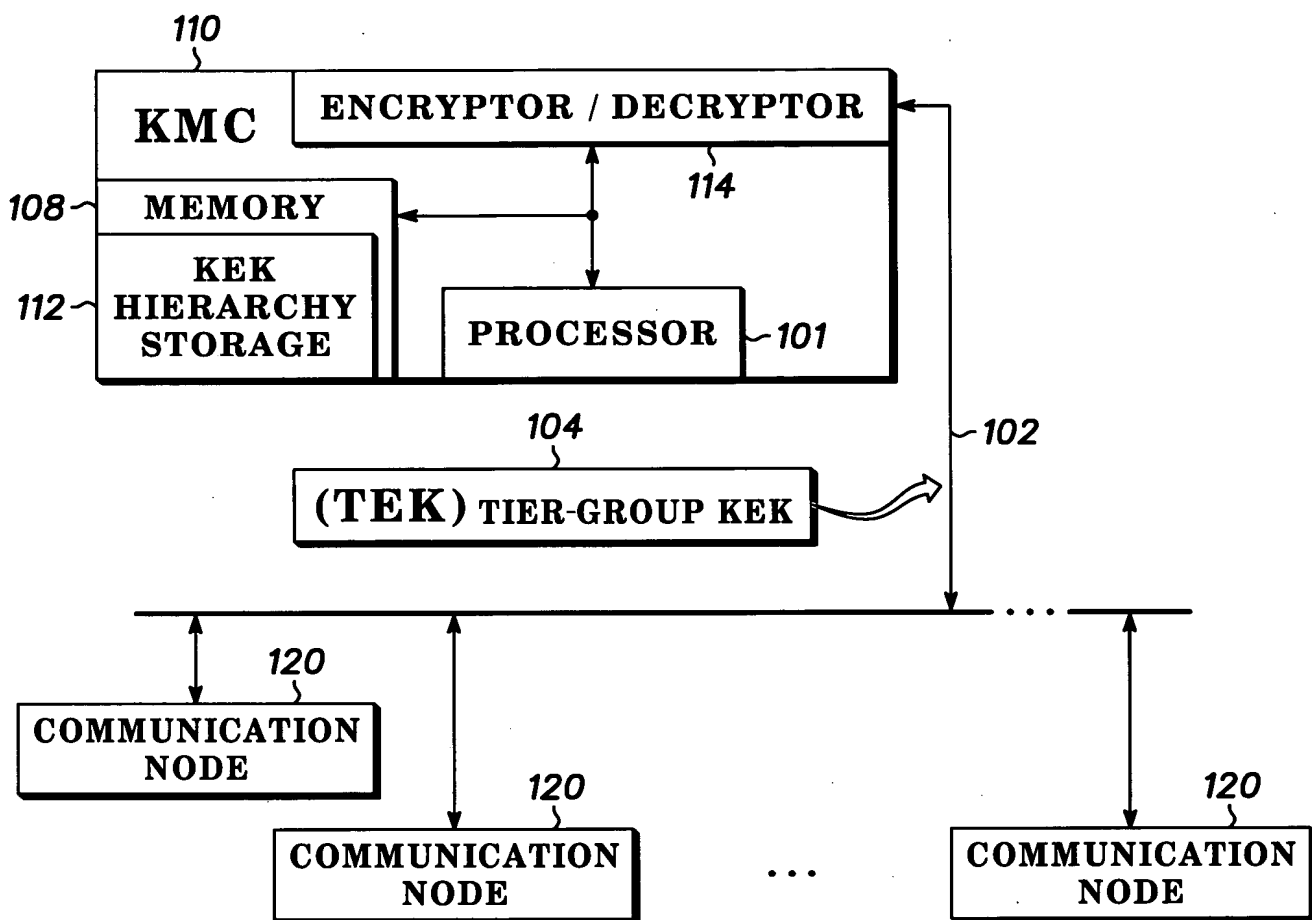 110
KMC
ENCRYPTOR / DECRYPTOR
114
108
MEMORY
112
KEK
HIERARCHY
STORAGE
PROCESSOR
101
102
104
(TEK) TIER-GROUP KEK
...
120
COMMUNICATION
NODE
120
COMMUNICATION
NODE
...
120
COMMUNICATION
NODE